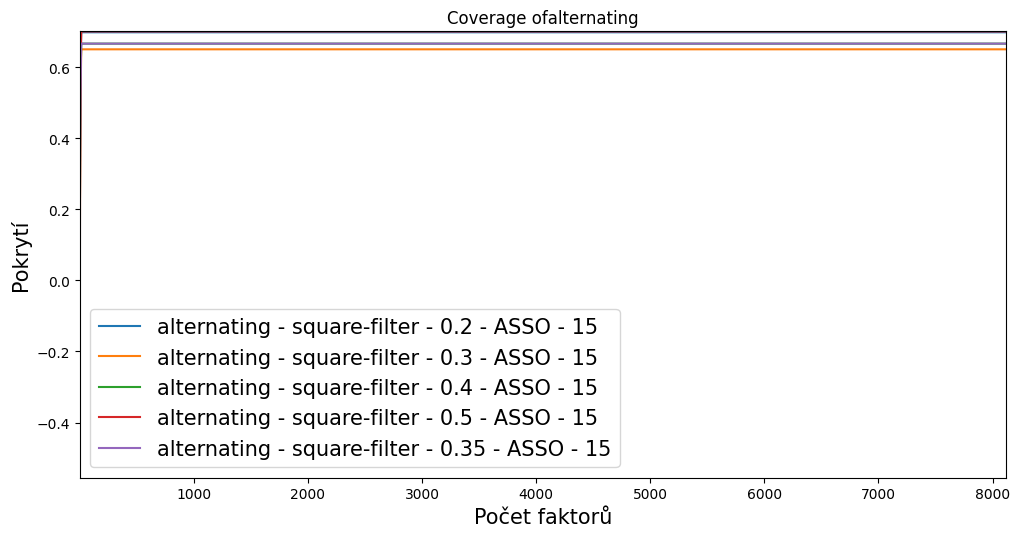 Coverage ofalternating
0.6
0.4
0.2
0.0
−0.2
−0.4
Pokrytí
alternating - square-filter - 0.2 - ASSO - 15
alternating - square-filter - 0.3 - ASSO - 15
alternating - square-filter - 0.4 - ASSO - 15
alternating - square-filter - 0.5 - ASSO - 15
alternating - square-filter - 0.35 - ASSO - 15
1000 2000 3000 4000 5000 6000 7000 8000
Počet faktorů